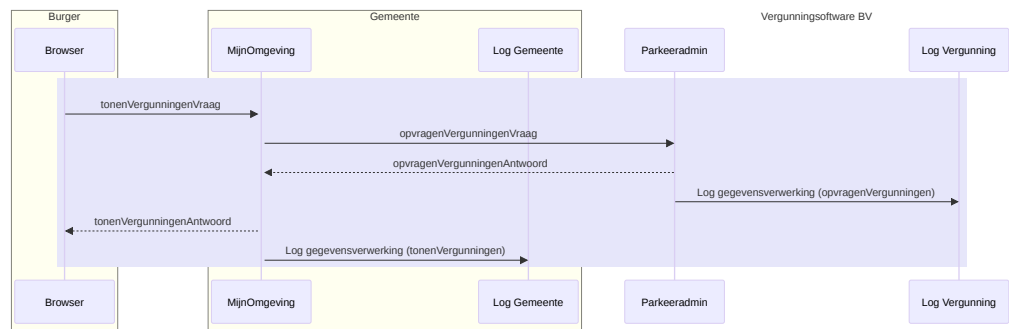 Burger
Gemeente
Vergunningsoftware BV
Browser
MijnOmgeving
Log Gemeente
Parkeeradmin
Log Vergunning
tonenVergunningenVraag
opvragenVergunningenVraag
opvragenVergunningenAntwoord
Log gegevensverwerking (opvragenVergunningen)
tonenVergunningenAntwoord
Log gegevensverwerking (tonenVergunningen)
Browser
MijnOmgeving
Log Gemeente
Parkeeradmin
Log Vergunning